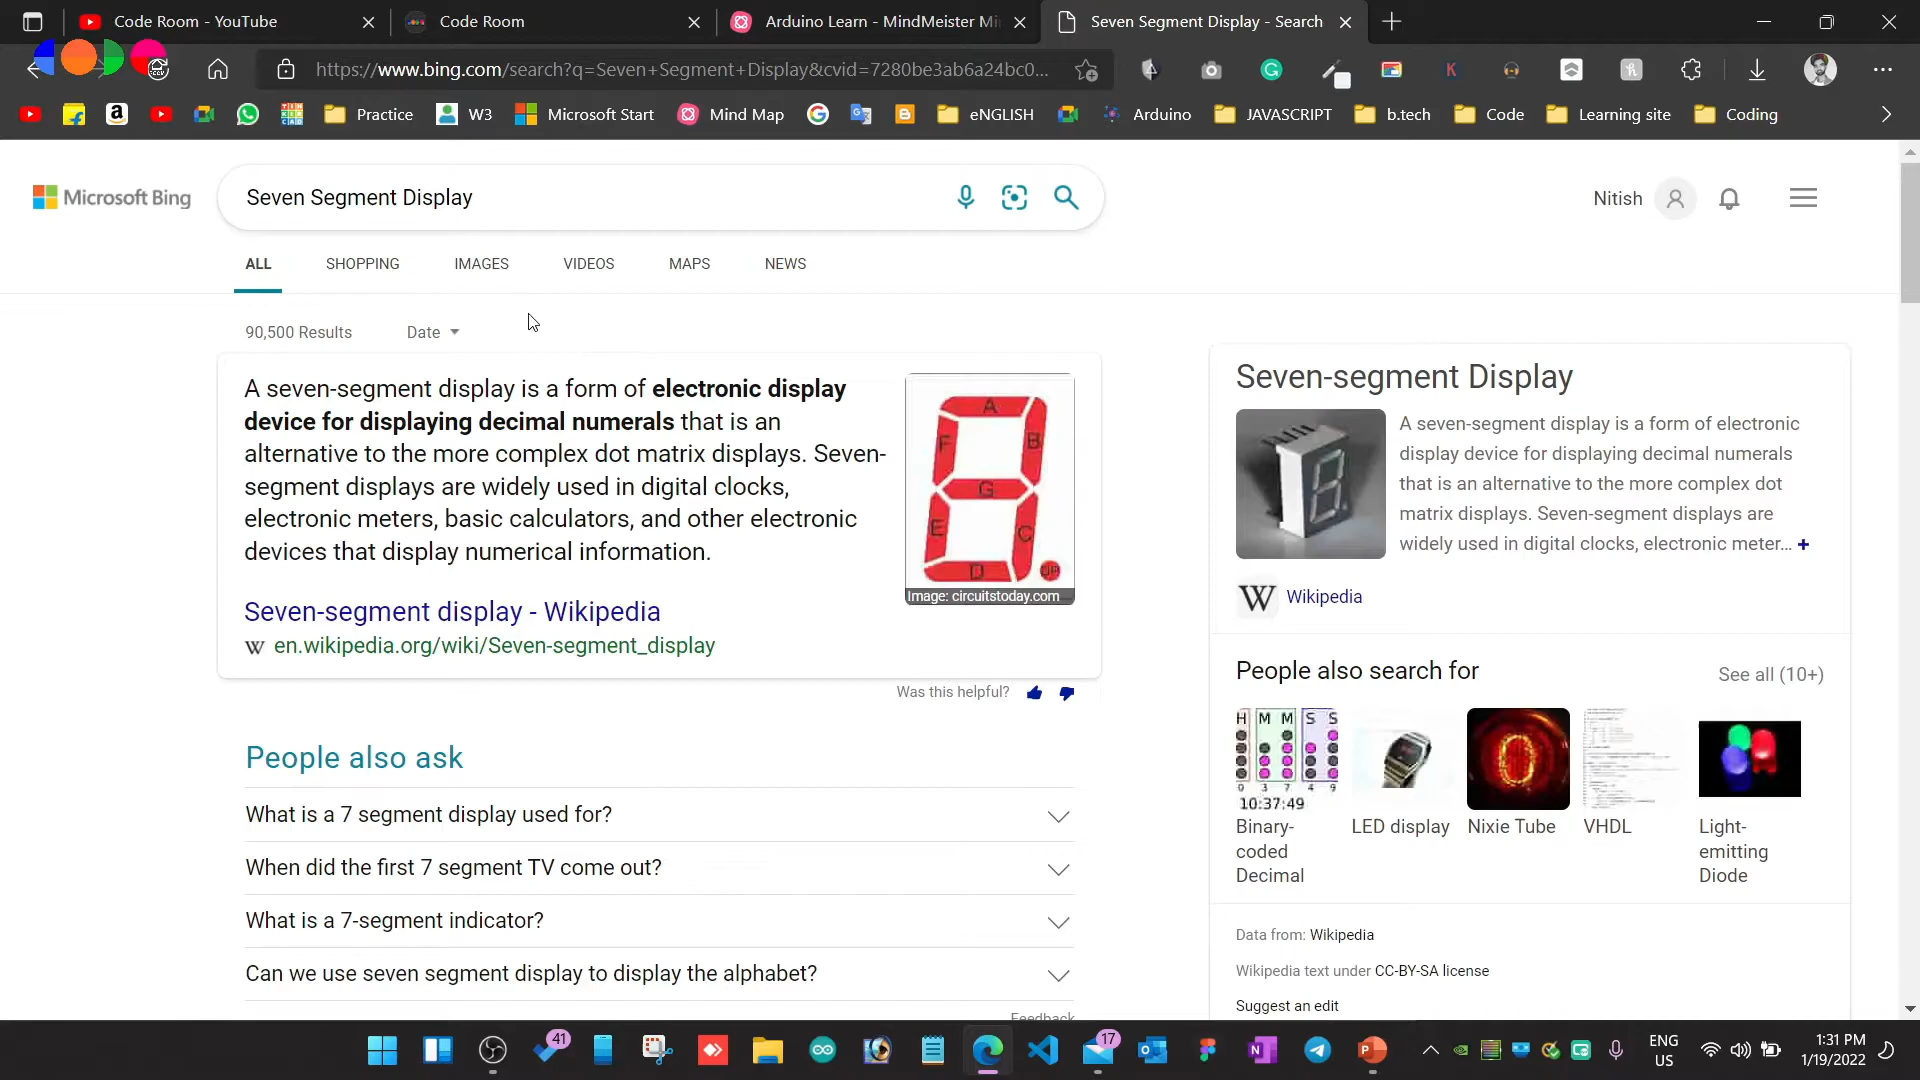 Code Room - YouTube
Code Room
Arduino Learn - MindMeister Mi
Seven Segment Display - Search
https://www.bing.com/search?q=Seven+Segment+Display&cvid=7280be3ab6a24bc0...
Practice
W3
Microsoft Start
Mind Map
eNGLISH
Arduino
JAVASCRIPT
b.tech
Code
Learning site
Coding
Microsoft Bing
Seven Segment Display
Nitish
ALL
SHOPPING
IMAGES
VIDEOS
MAPS
NEWS
90,500 Results
Date
A seven-segment display is a form of electronic display
device for displaying decimal numerals that is an
alternative to the more complex dot matrix displays. Seven-
segment displays are widely used in digital clocks,
electronic meters, basic calculators, and other electronic
devices that display numerical information.
A
F
B
G
E
C
D
DP
Image: circuitstoday.com
Seven-segment display - Wikipedia
W en.wikipedia.org/wiki/Seven-segment_display
Was this helpful?
People also ask
What is a 7 segment display used for?
When did the first 7 segment TV come out?
What is a 7-segment indicator?
Can we use seven segment display to display the alphabet?
Feedback
Seven-segment Display
A seven-segment display is a form of electronic
display device for displaying decimal numerals
that is an alternative to the more complex dot
matrix displays. Seven-segment displays are
widely used in digital clocks, electronic meter... +
W Wikipedia
People also search for
See all (10+)
H M M S S
0 3 7 4 9
10:37:49
Binary-
coded
Decimal
LED display
Nixie Tube
VHDL
Light-
emitting
Diode
Data from: Wikipedia
Wikipedia text under CC-BY-SA license
Suggest an edit
41
17
ENG
US
1:31 PM
1/19/2022